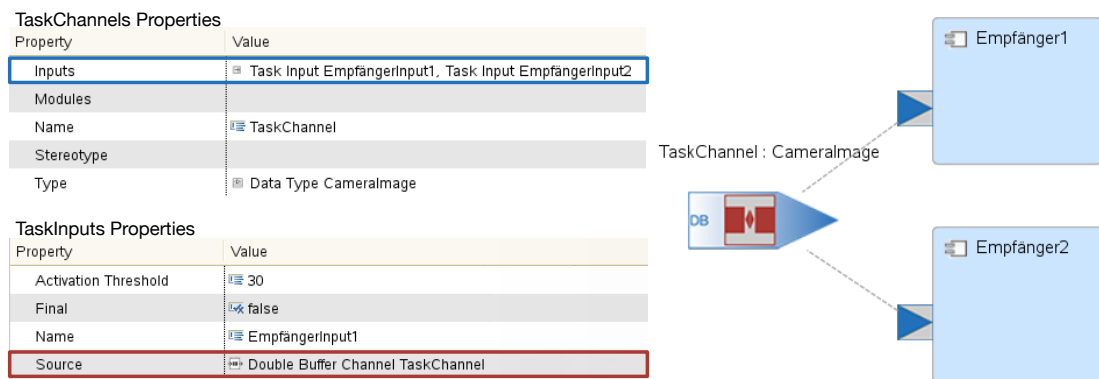 TaskChannels Properties
Property Value
Inputs Task Input EmpfängerInput1, Task Input EmpfängerInput2
Modules
Name TaskChannel
Stereotype
Type Data Type CameraImage
TaskInputs Properties
Property Value
Activation Threshold 30
Final false
Name EmpfängerInput1
Source Double Buffer Channel TaskChannel
Empfänger1
TaskChannel : CameraImage
DB
Empfänger2